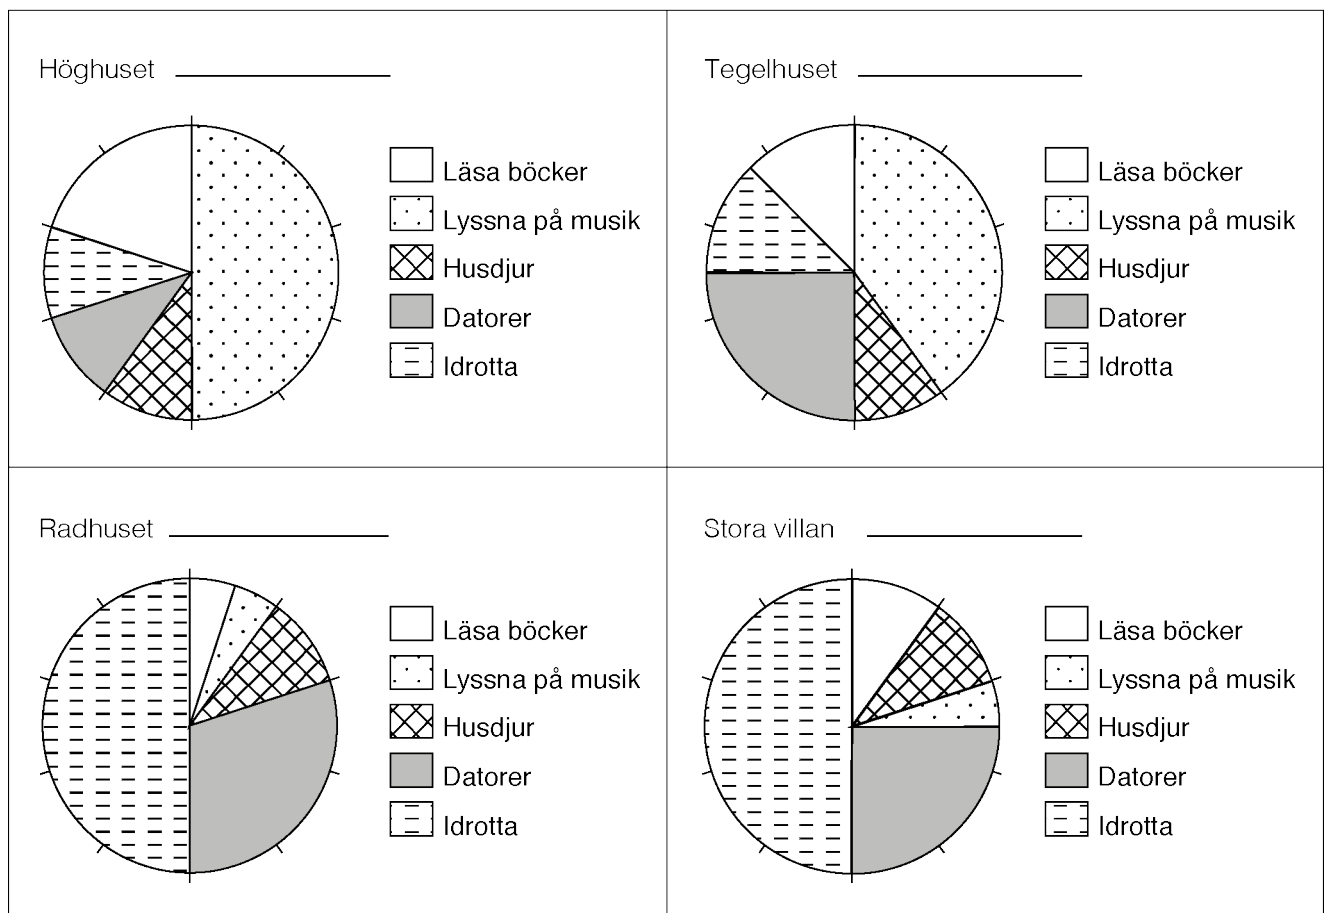 Höghuset
Läsa böcker
Lyssna på musik
Husdjur
Datorer
Idrotta
Tegelhuset
Läsa böcker
Lyssna på musik
Husdjur
Datorer
Idrotta
Radhuset
Läsa böcker
Lyssna på musik
Husdjur
Datorer
Idrotta
Stora villan
Läsa böcker
Lyssna på musik
Husdjur
Datorer
Idrotta